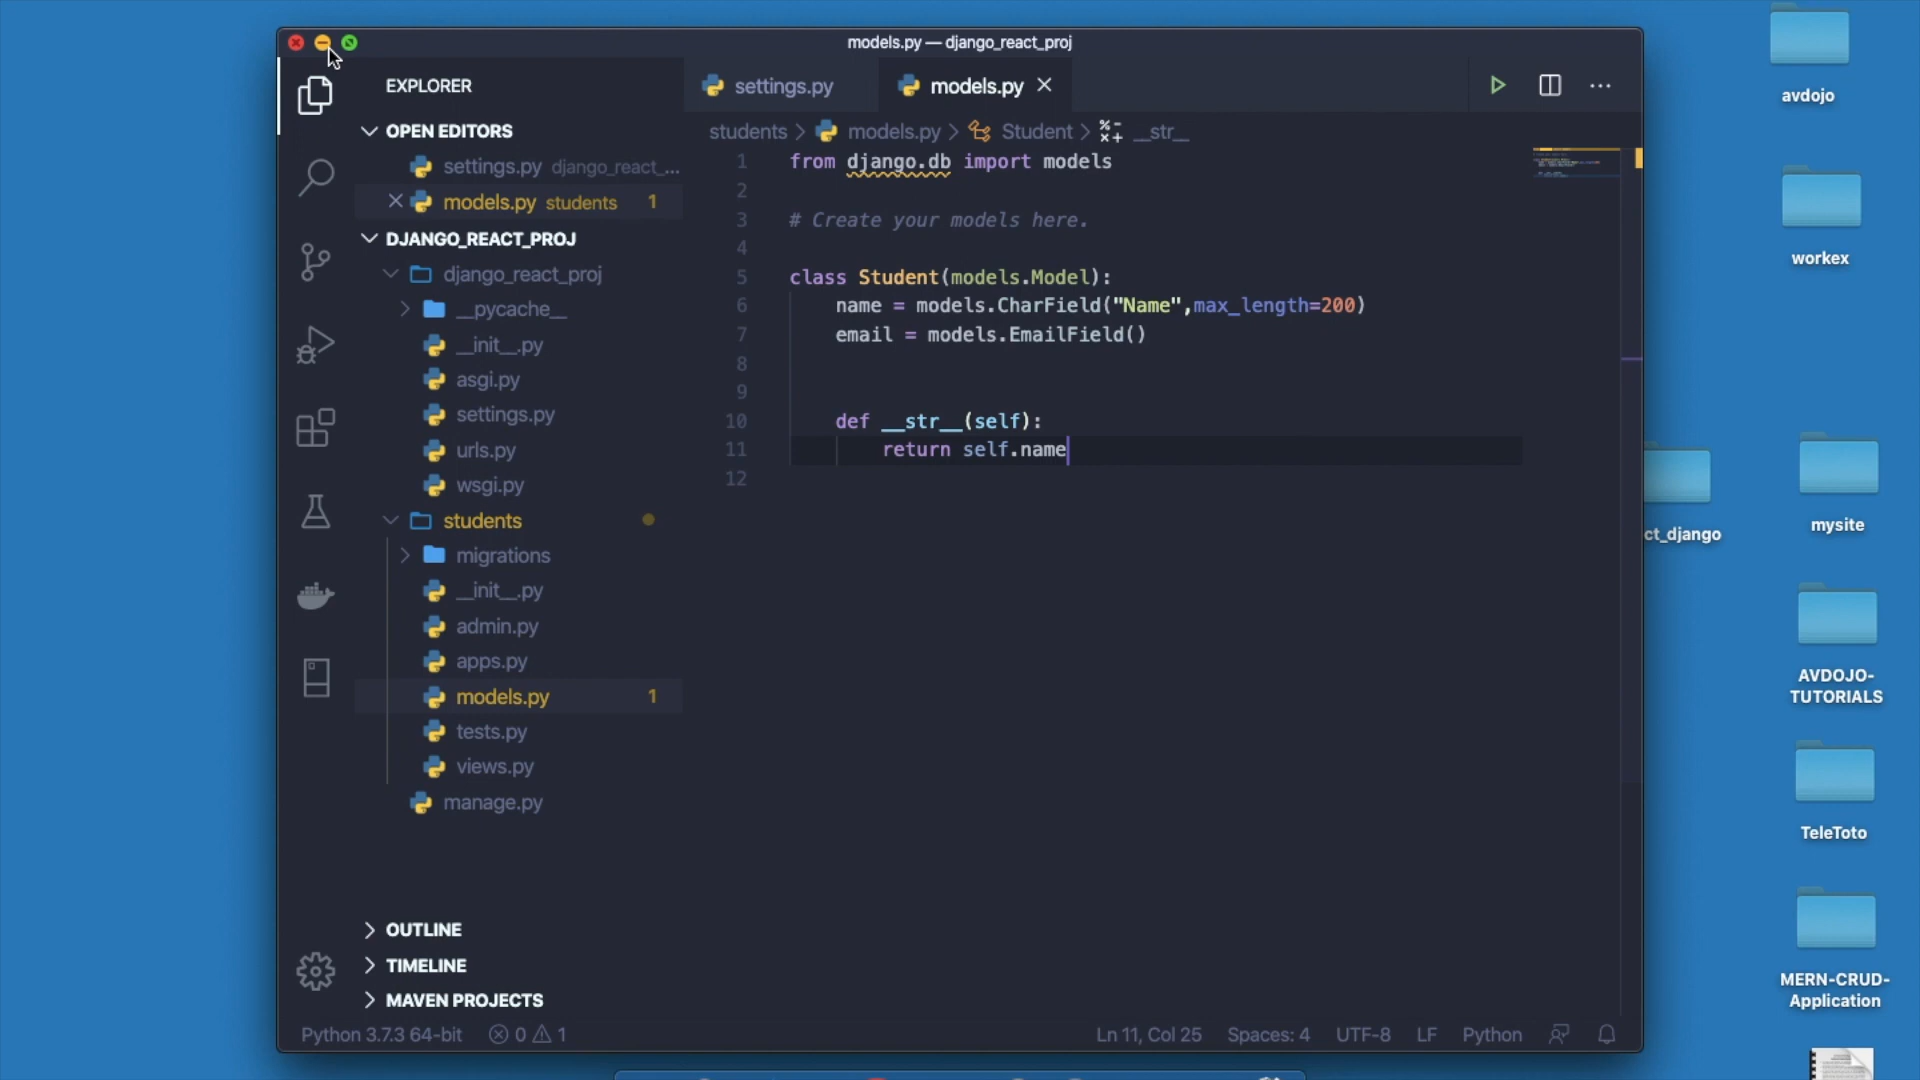 models.py — django_react_proj
EXPLORER
OPEN EDITORS
settings.py django_react_...
models.py students 1
DJANGO_REACT_PROJ
django_react_proj
__pycache__
__init__.py
asgi.py
settings.py
urls.py
wsgi.py
students
migrations
__init__.py
admin.py
apps.py
models.py 1
tests.py
views.py
manage.py
OUTLINE
TIMELINE
MAVEN PROJECTS
settings.py
models.py
students > models.py > Student > __str__
1 from django.db import models
2
3 # Create your models here.
4
5 class Student(models.Model):
6 name = models.CharField("Name",max_length=200)
7 email = models.EmailField()
8
9
10 def __str__(self):
11 return self.name
12
Python 3.7.3 64-bit 0 1
Ln 11, Col 25 Spaces: 4 UTF-8 LF Python
avdojo
workex
ct_django
mysite
AVDOJO-
TUTORIALS
TeleToto
MERN-CRUD-
Application